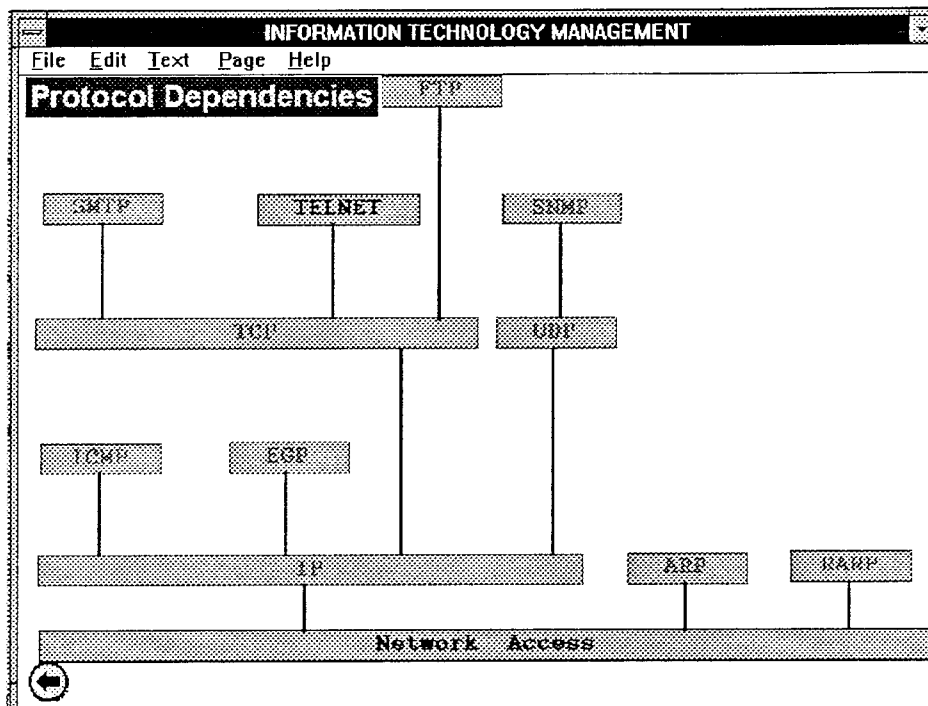 INFORMATION TECHNOLOGY MANAGEMENT
File Edit Text Page Help
Protocol Dependencies
FTP
SMTP TELNET SNMP
TCP UDP
ICMP EGP
IP ARP RARP
Network Access